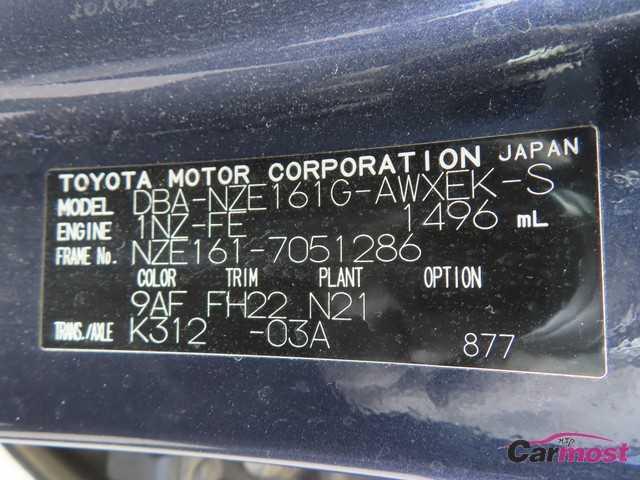 TOYOTA MOTOR CORPORATION JAPAN
MODEL DBA-NZE161G-AWXEK-S
ENGINE 1NZ-FE 1496 mL
FRAME No. NZE161-7051286
COLOR TRIM PLANT OPTION
9AF FH22 N21
TRANS./AXLE K312 -03A
877
Carmost